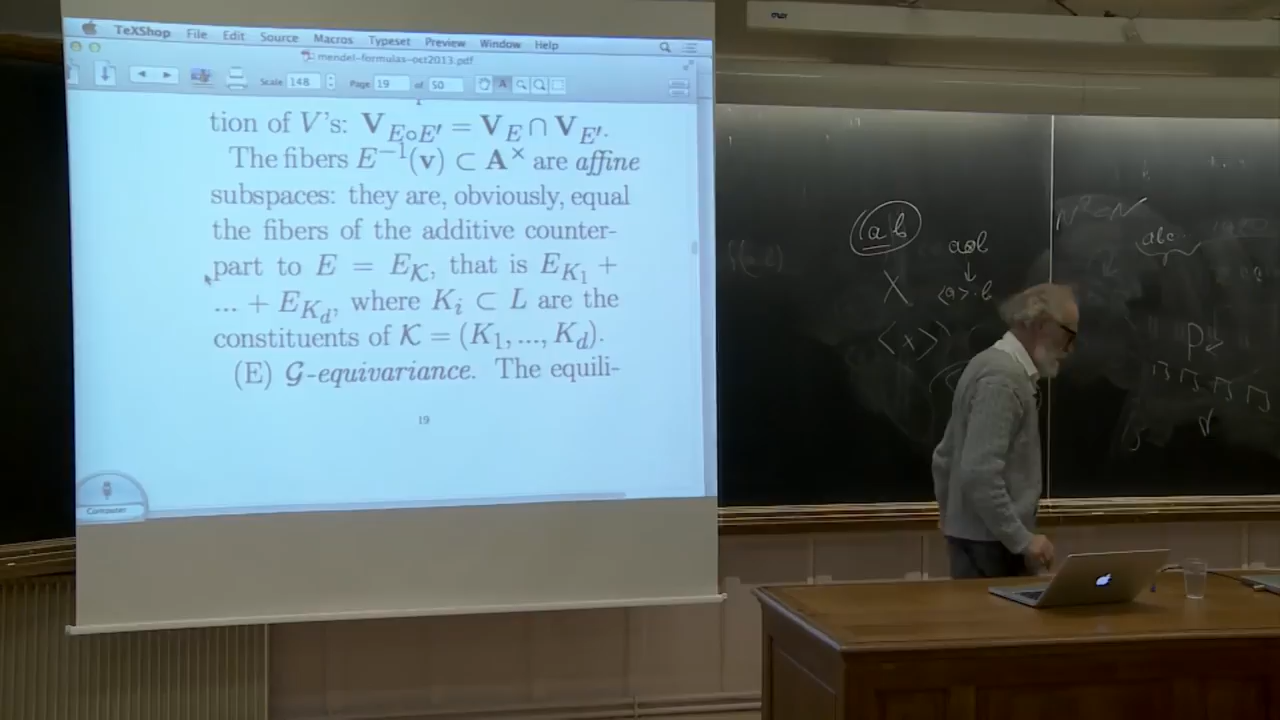 TeXShop File Edit Source Macros Typeset Preview Window Help
mendel-formulas-oct2013.pdf
Scale 148 Page 19 of 50
tion of V's: V_{E∘E'} = V_E ∩ V_{E'}.
The fibers E^{-1}(v) ⊂ A^× are affine
subspaces: they are, obviously, equal
the fibers of the additive counter-
part to E = E_𝒦, that is E_{K_1} +
... + E_{K_d}, where K_i ⊂ L are the
constituents of 𝒦 = (K_1, ..., K_d).
(E) 𝒢-equivariance. The equili-
19
Computer
ab
a⊗b
↓
X
<a>·b
<x>
abc
P